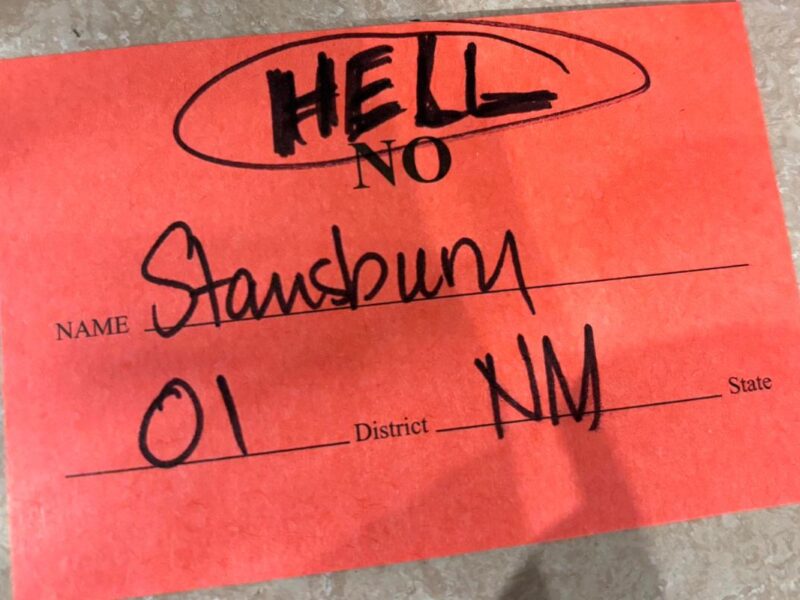 HELL
NO
NAME Stansbury
01 District NM State